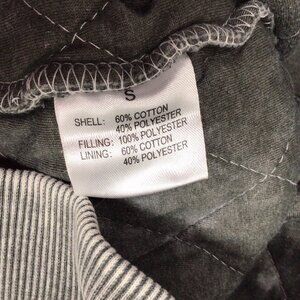 S
SHELL: 60% COTTON
40% POLYESTER
FILLING: 100% POLYESTER
LINING: 60% COTTON
40% POLYESTER